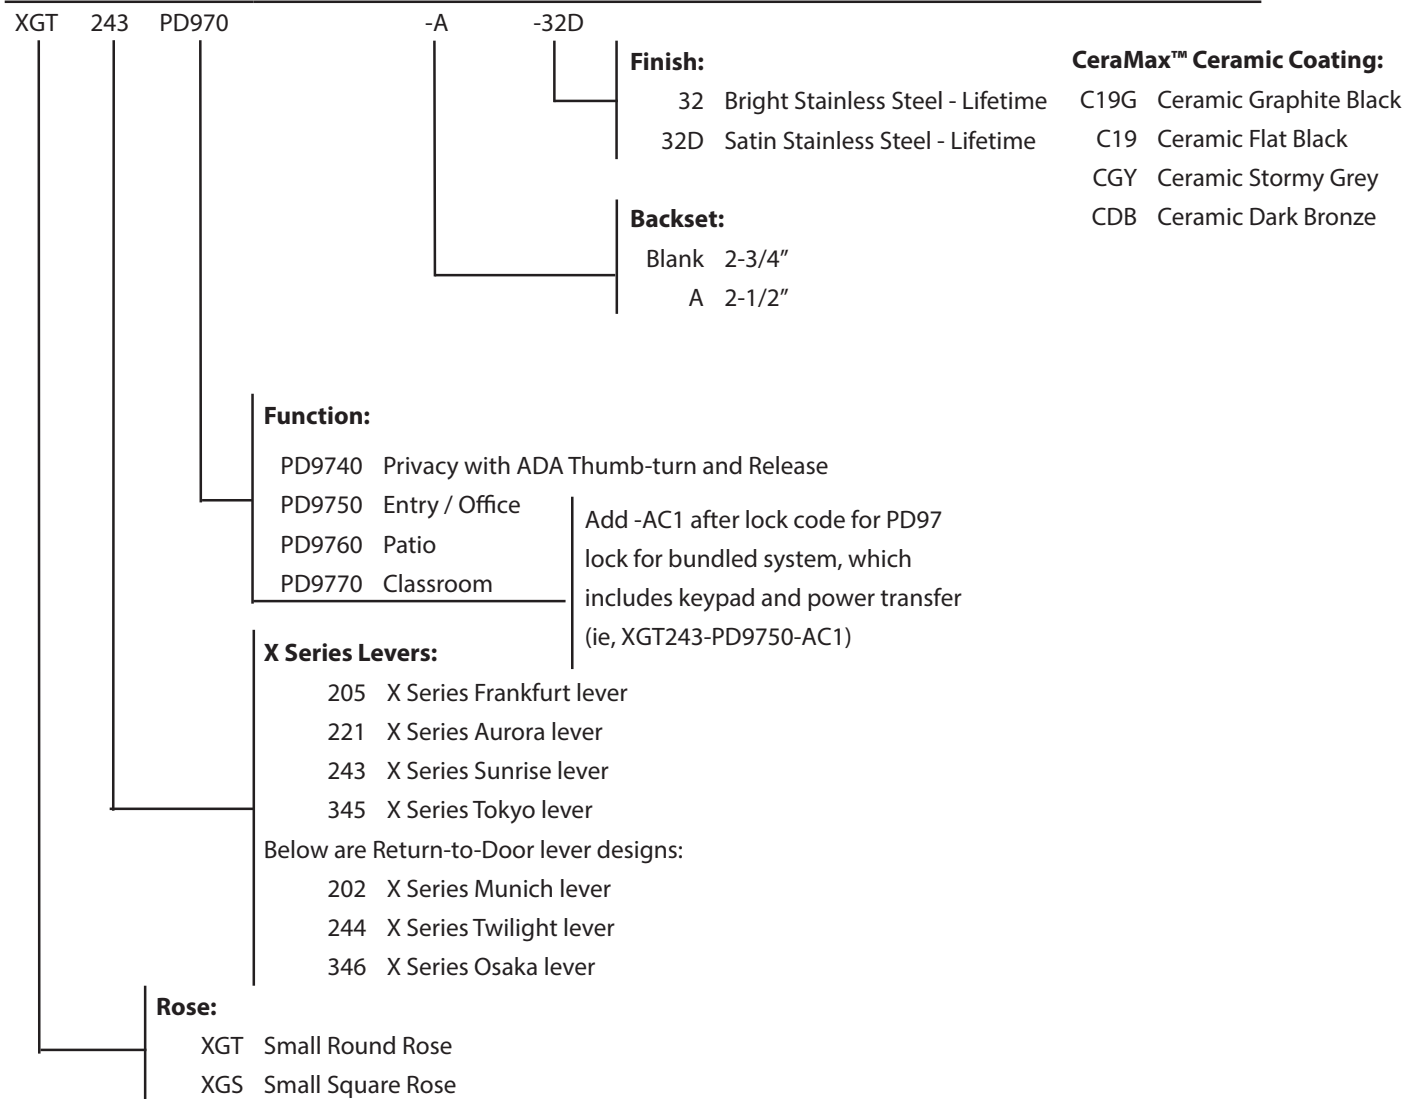 XGT 243 PD970 -A -32D
Finish:
32 Bright Stainless Steel - Lifetime
32D Satin Stainless Steel - Lifetime
CeraMax™ Ceramic Coating:
C19G Ceramic Graphite Black
C19 Ceramic Flat Black
CGY Ceramic Stormy Grey
CDB Ceramic Dark Bronze
Backset:
Blank 2-3/4”
A 2-1/2”
Function:
PD9740 Privacy with ADA Thumb-turn and Release
PD9750 Entry / Office
PD9760 Patio
PD9770 Classroom
Add -AC1 after lock code for PD97
lock for bundled system, which
includes keypad and power transfer
(ie, XGT243-PD9750-AC1)
X Series Levers:
205 X Series Frankfurt lever
221 X Series Aurora lever
243 X Series Sunrise lever
345 X Series Tokyo lever
Below are Return-to-Door lever designs:
202 X Series Munich lever
244 X Series Twilight lever
346 X Series Osaka lever
Rose:
XGT Small Round Rose
XGS Small Square Rose